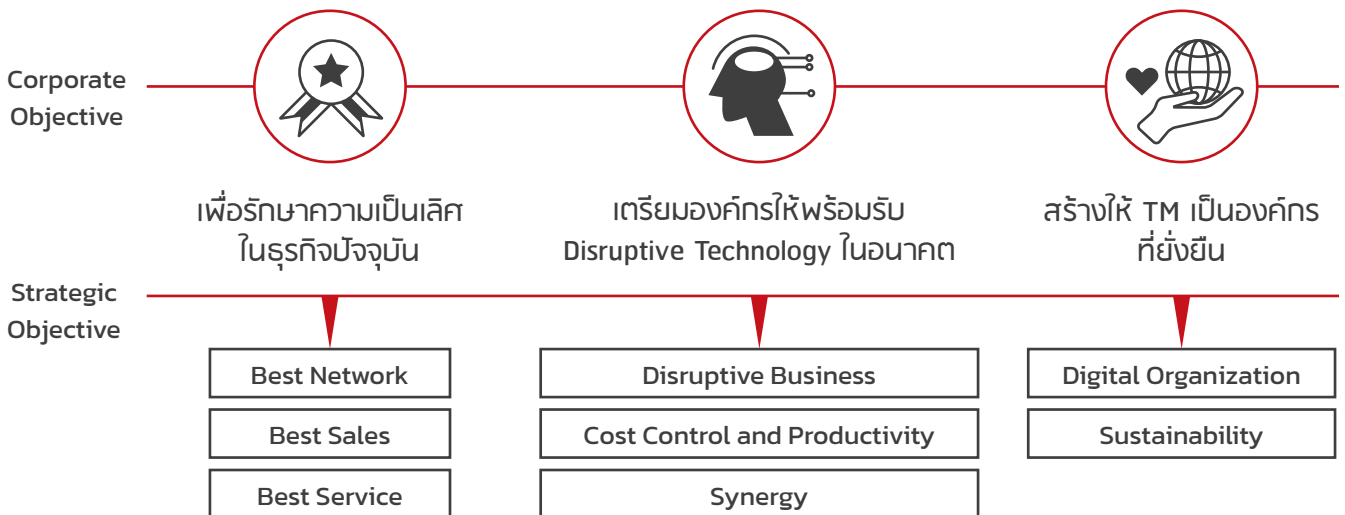 Corporate
Objective
เพื่อรักษาความเป็นเลิศ
ในธุรกิจปัจจุบัน
เตรียมองค์กรให้พร้อมรับ
Disruptive Technology ในอนาคต
สร้างให้ TM เป็นองค์กร
ที่ยั่งยืน
Strategic
Objective
Best Network
Best Sales
Best Service
Disruptive Business
Cost Control and Productivity
Synergy
Digital Organization
Sustainability